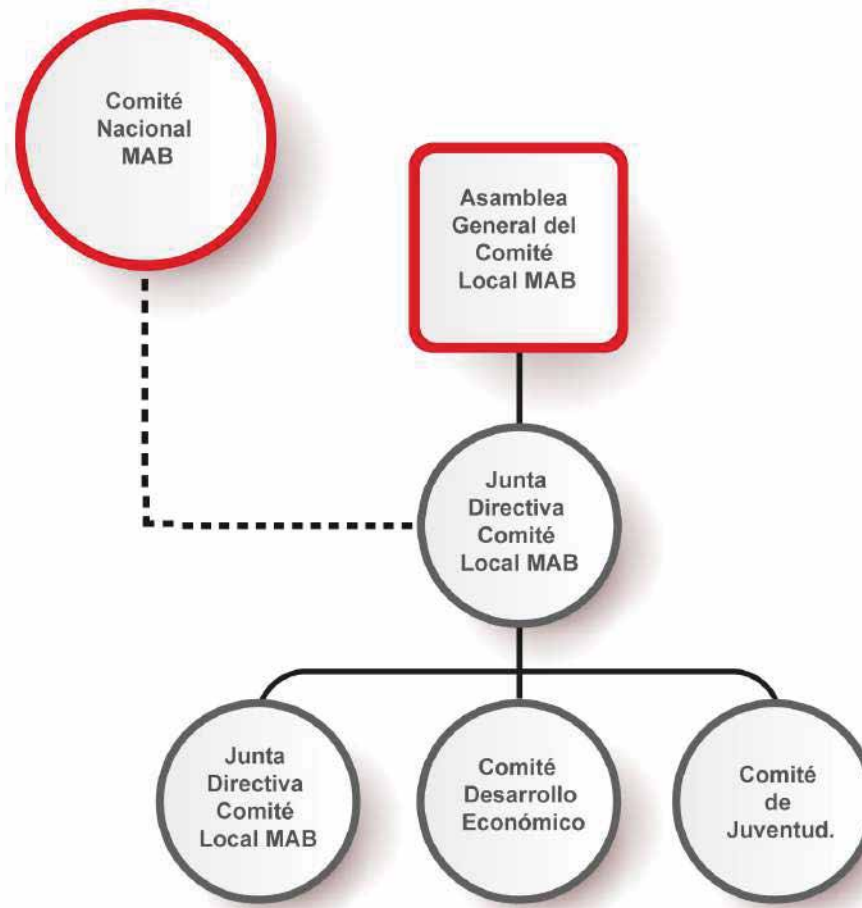 Comité
Nacional
MAB
Asamblea
General del
Comité
Local MAB
Junta
Directiva
Comité
Local MAB
Junta
Directiva
Comité
Local MAB
Comité
Desarrollo
Económico
Comité
de
Juventud.